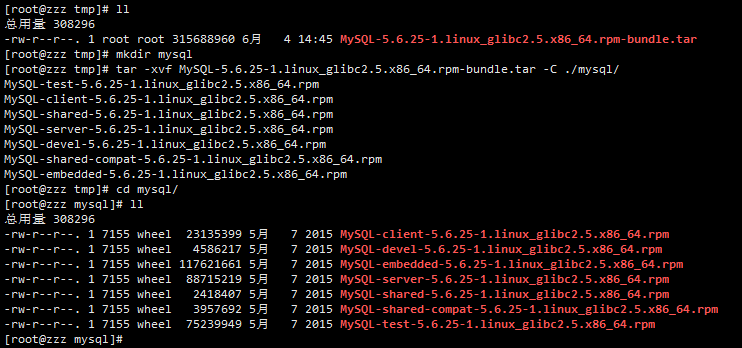 [root@zzz tmp]# ll
总用量 308296
-rw-r--r--. 1 root root 315688960 6月   4 14:45 MySQL-5.6.25-1.linux_glibc2.5.x86_64.rpm-bundle.tar
[root@zzz tmp]# mkdir mysql
[root@zzz tmp]# tar -xvf MySQL-5.6.25-1.linux_glibc2.5.x86_64.rpm-bundle.tar -C ./mysql/
MySQL-test-5.6.25-1.linux_glibc2.5.x86_64.rpm
MySQL-client-5.6.25-1.linux_glibc2.5.x86_64.rpm
MySQL-shared-5.6.25-1.linux_glibc2.5.x86_64.rpm
MySQL-server-5.6.25-1.linux_glibc2.5.x86_64.rpm
MySQL-devel-5.6.25-1.linux_glibc2.5.x86_64.rpm
MySQL-shared-compat-5.6.25-1.linux_glibc2.5.x86_64.rpm
MySQL-embedded-5.6.25-1.linux_glibc2.5.x86_64.rpm
[root@zzz tmp]# cd mysql/
[root@zzz mysql]# ll
总用量 308296
-rw-r--r--. 1 7155 wheel  23135399 5月   7 2015 MySQL-client-5.6.25-1.linux_glibc2.5.x86_64.rpm
-rw-r--r--. 1 7155 wheel   4586217 5月   7 2015 MySQL-devel-5.6.25-1.linux_glibc2.5.x86_64.rpm
-rw-r--r--. 1 7155 wheel 117621661 5月   7 2015 MySQL-embedded-5.6.25-1.linux_glibc2.5.x86_64.rpm
-rw-r--r--. 1 7155 wheel  88715219 5月   7 2015 MySQL-server-5.6.25-1.linux_glibc2.5.x86_64.rpm
-rw-r--r--. 1 7155 wheel   2418407 5月   7 2015 MySQL-shared-5.6.25-1.linux_glibc2.5.x86_64.rpm
-rw-r--r--. 1 7155 wheel   3957692 5月   7 2015 MySQL-shared-compat-5.6.25-1.linux_glibc2.5.x86_64.rpm
-rw-r--r--. 1 7155 wheel  75239949 5月   7 2015 MySQL-test-5.6.25-1.linux_glibc2.5.x86_64.rpm
[root@zzz mysql]#